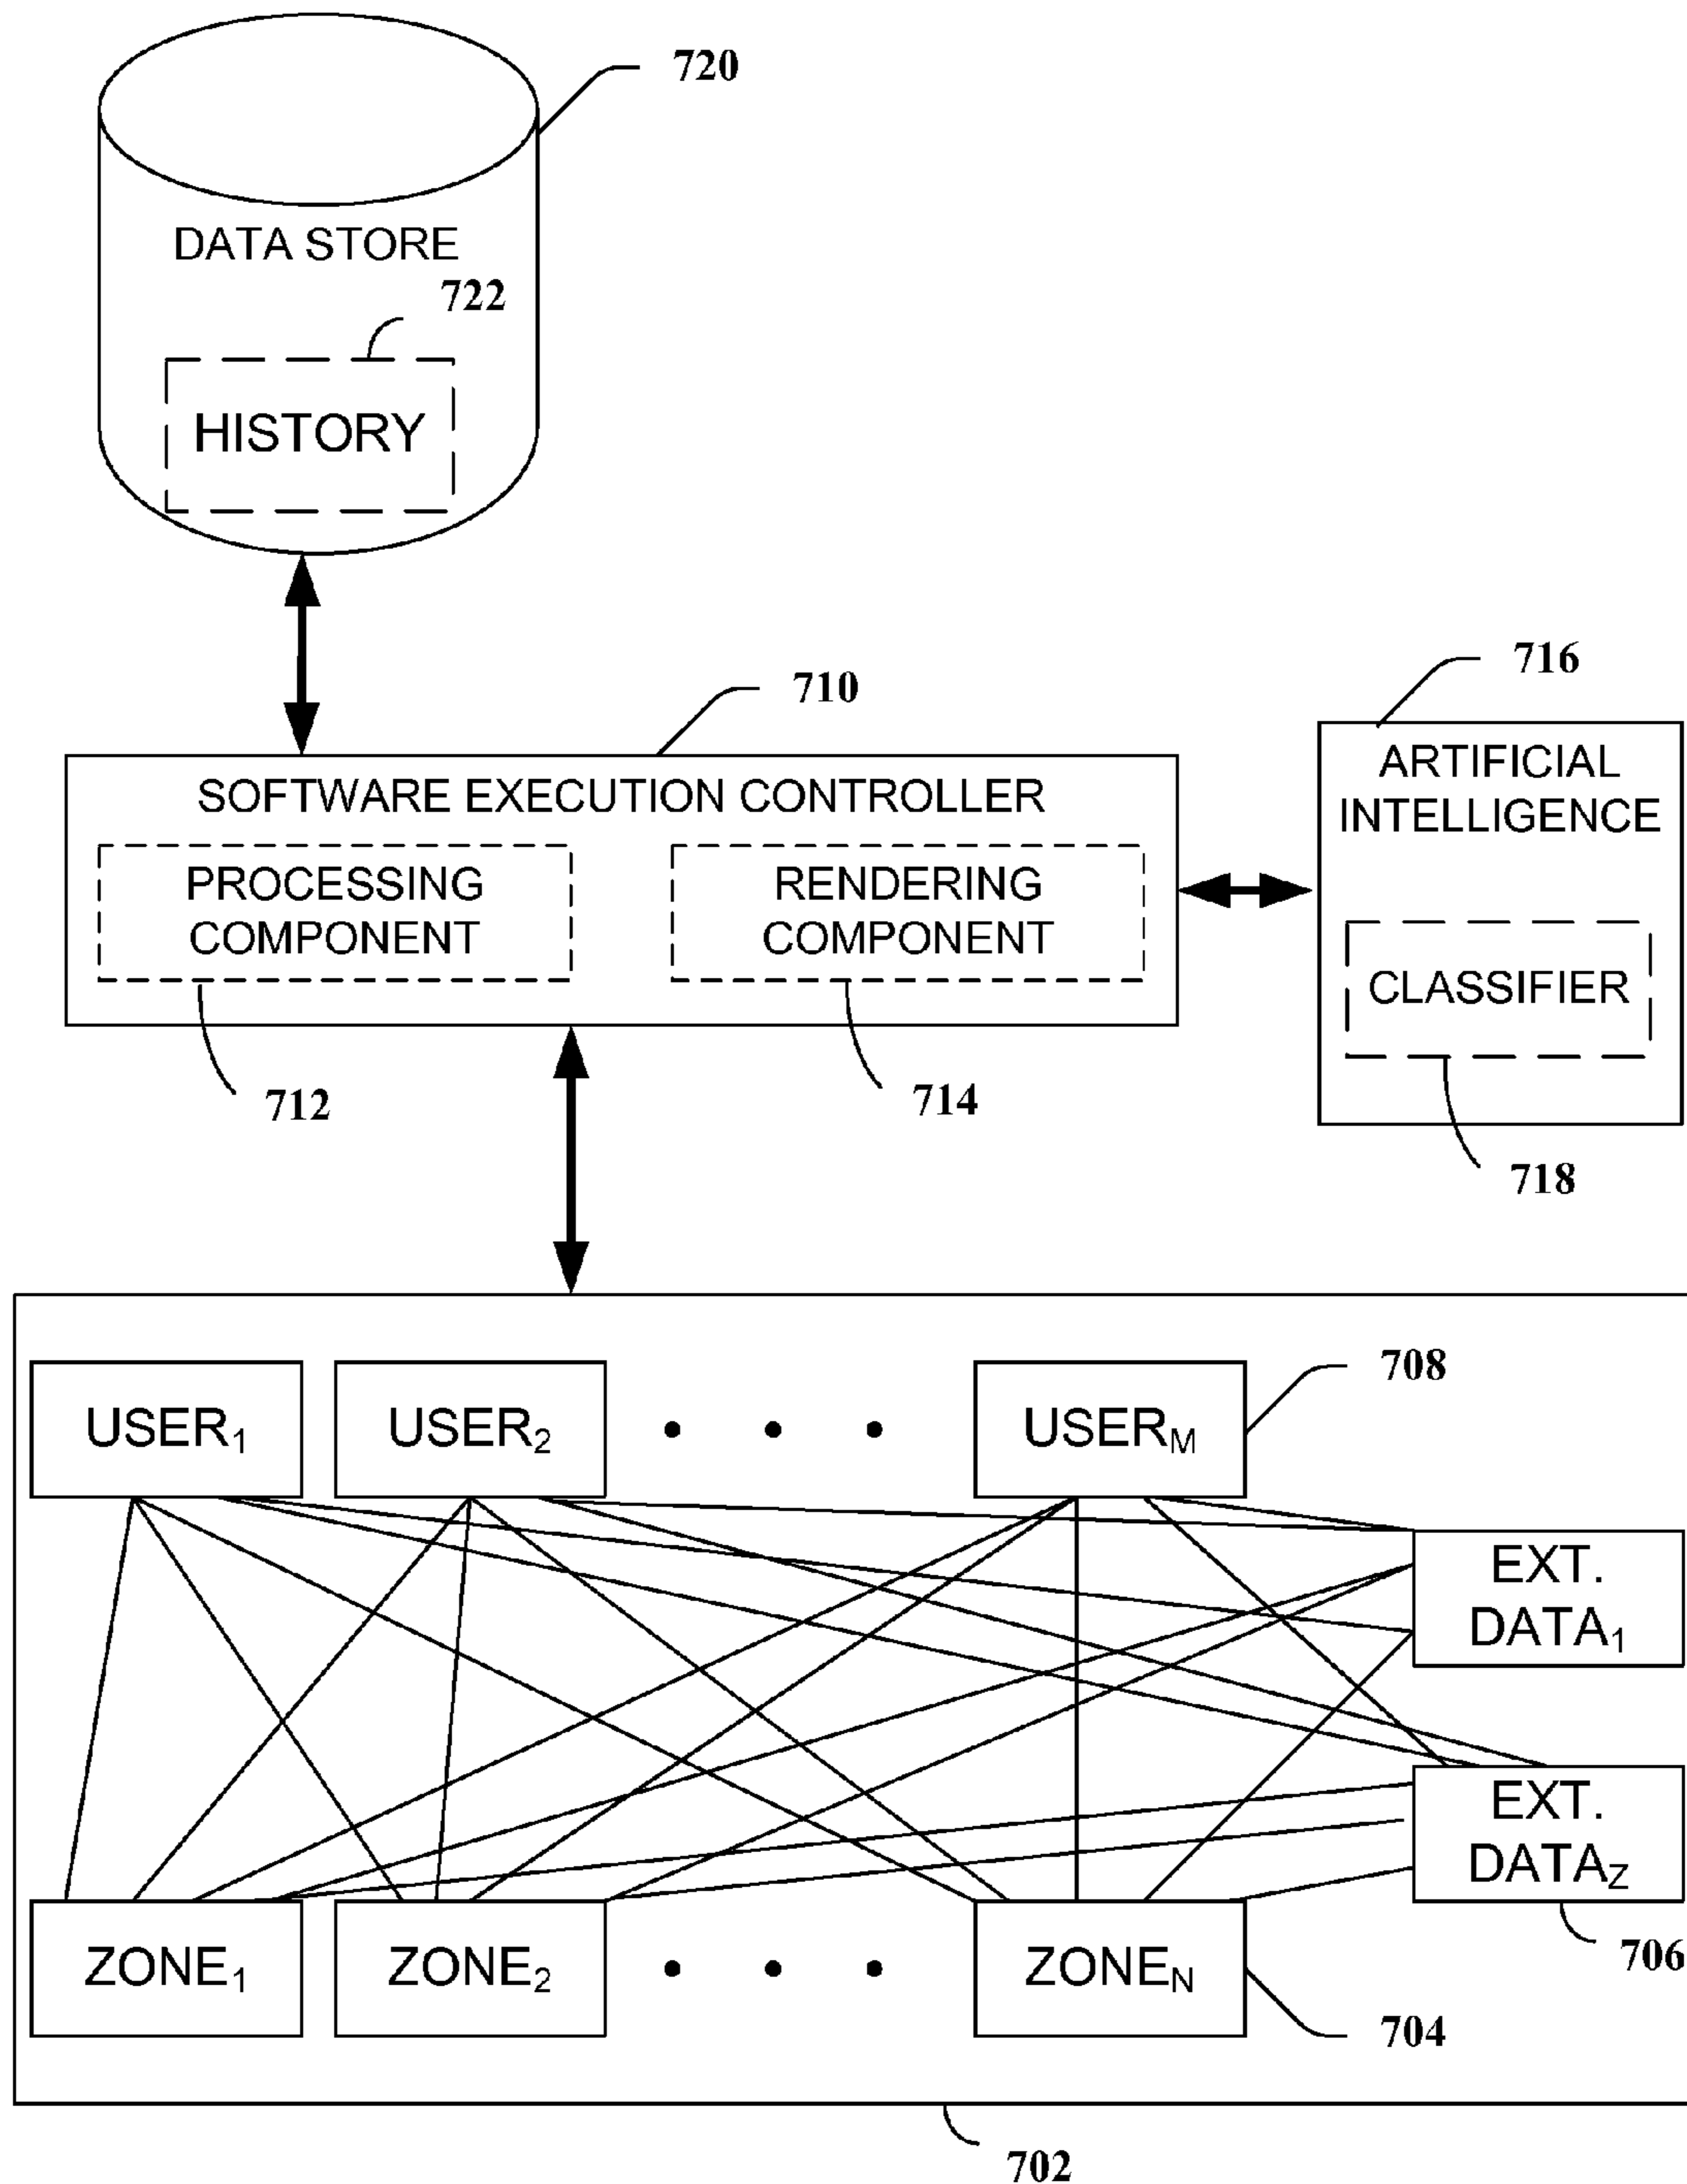 720
DATA STORE
722
HISTORY
716
710
ARTIFICIAL
INTELLIGENCE
SOFTWARE EXECUTION CONTROLLER
PROCESSING
COMPONENT
RENDERING
COMPONENT
CLASSIFIER
712
714
718
708
USER1
USER2
USERM
EXT.
DATA1
EXT.
DATAZ
ZONE1
ZONE2
ZONEN
706
704
702